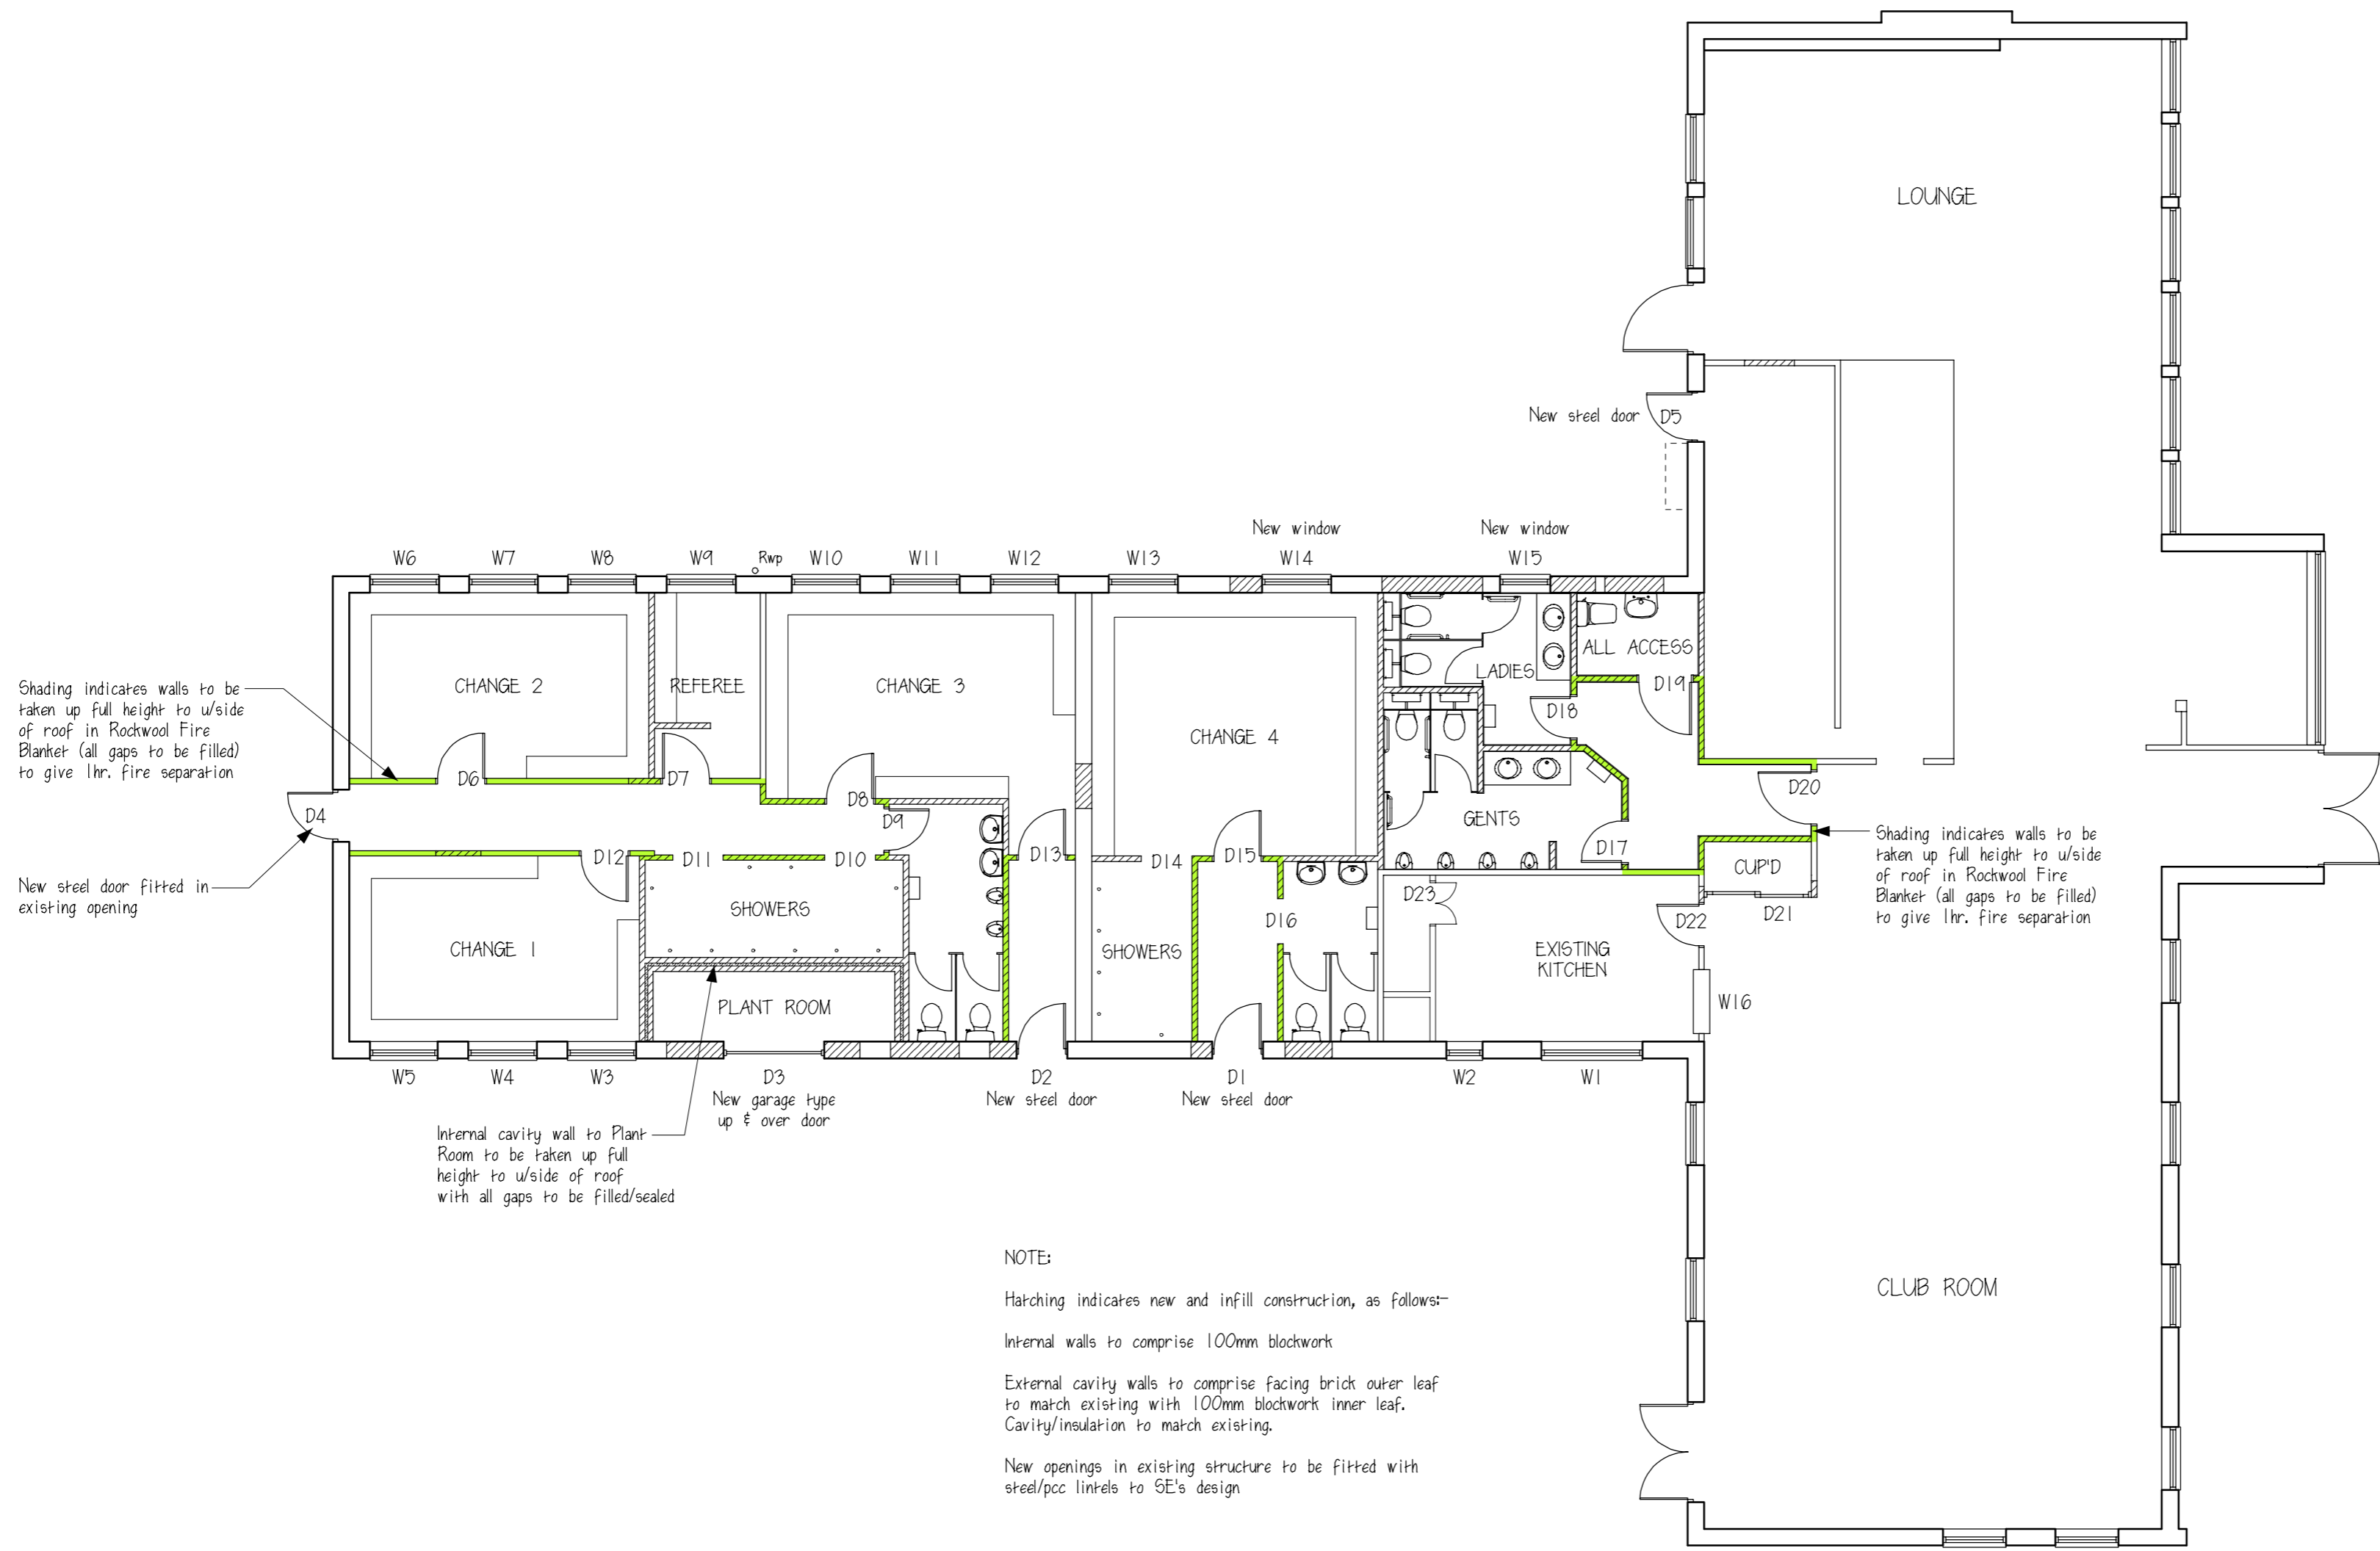 LOUNGE
New steel door D5
New window
New window
W6
W7
W8
W9
Rwp
W10
W11
W12
W13
W14
W15
ALL ACCESS
LADIES
CHANGE 2
REFEREE
CHANGE 3
D19
D18
Shading indicates walls to be
taken up full height to u/side
of roof in Rockwool Fire
Blanket (all gaps to be filled)
to give 1hr. fire separation
CHANGE 4
D6
D7
D8
D20
D4
D9
GENTS
D17
D12
D11
D10
D13
D14
D15
Shading indicates walls to be
taken up full height to u/side
of roof in Rockwool Fire
Blanket (all gaps to be filled)
to give 1hr. fire separation
CUP'D
New steel door fitted in
existing opening
D23
SHOWERS
D16
D22
D21
CHANGE 1
SHOWERS
EXISTING
KITCHEN
PLANT ROOM
W16
W5
W4
W3
D3
D2
D1
W2
W1
New garage type
up & over door
New steel door
New steel door
Internal cavity wall to Plant
Room to be taken up full
height to u/side of roof
with all gaps to be filled/sealed
NOTE:
Hatching indicates new and infill construction, as follows:-
Internal walls to comprise 100mm blockwork
External cavity walls to comprise facing brick outer leaf
to match existing with 100mm blockwork inner leaf.
Cavity/insulation to match existing.
New openings in existing structure to be fitted with
steel/pcc lintels to SE's design
CLUB ROOM